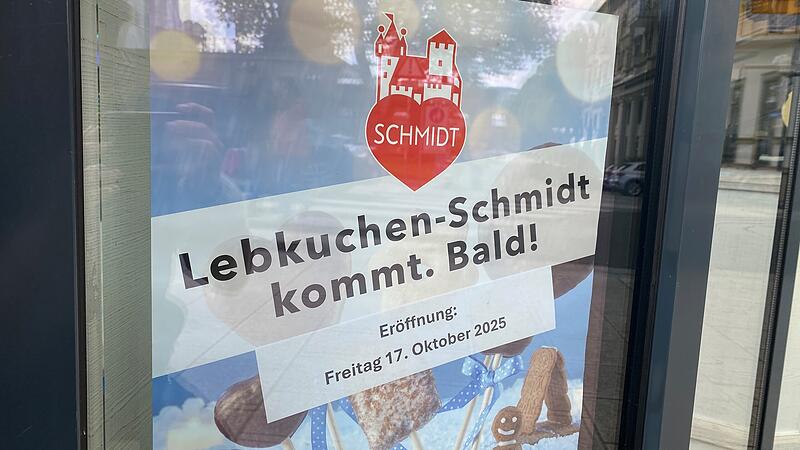 SCHMIDT
Lebkuchen-Schmidt
kommt. Bald!
Eröffnung:
Freitag 17. Oktober 2025